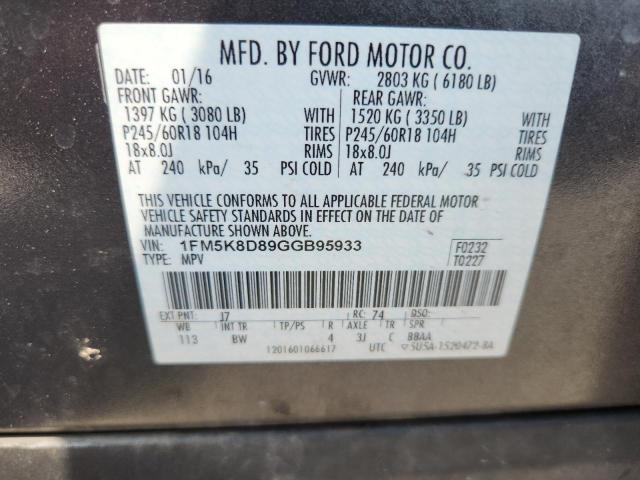 MFD. BY FORD MOTOR CO.
DATE: 01/16 GVWR: 2803 KG ( 6180 LB)
FRONT GAWR: REAR GAWR:
1397 KG ( 3080 LB) WITH 1520 KG ( 3350 LB) WITH
P245/60R18 104H TIRES P245/60R18 104H TIRES
18x8.0J RIMS 18x8.0J RIMS
AT 240 kPa/ 35 PSI COLD AT 240 kPa/ 35 PSI COLD
THIS VEHICLE CONFORMS TO ALL APPLICABLE FEDERAL MOTOR
VEHICLE SAFETY STANDARDS IN EFFECT ON THE DATE OF
MANUFACTURE SHOWN ABOVE.
VIN: 1FM5K8D89GGB95933 F0232
TYPE: MPV T0227
EXT PNT: J7 RC: 74 DSO:
WB INT TR TP/PS R AXLE TR SPR
113 BW 4 3J C BBAA
1201601066617 UTC ▽5USA-1520472-BA